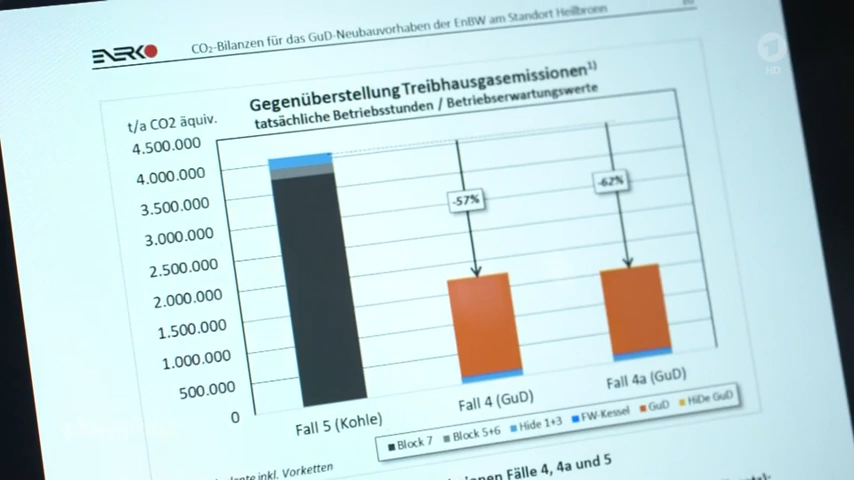 ENERKO
CO₂-Bilanzen für das GuD-Neubauvorhaben der EnBW am Standort Heilbronn
1
HD
Gegenüberstellung Treibhausgasemissionen¹⁾
tatsächliche Betriebsstunden / Betriebserwartungswerte
t/a CO2 äquiv.
4.500.000
4.000.000
3.500.000
3.000.000
2.500.000
2.000.000
1.500.000
1.000.000
500.000
0
-57%
-62%
Fall 5 (Kohle)
Fall 4 (GuD)
Fall 4a (GuD)
Block 7
Block 5+6
Hide 1+3
FW-Kessel
GuD
HiDe GuD
inkl. Vorketten
Fälle 4, 4a und 5